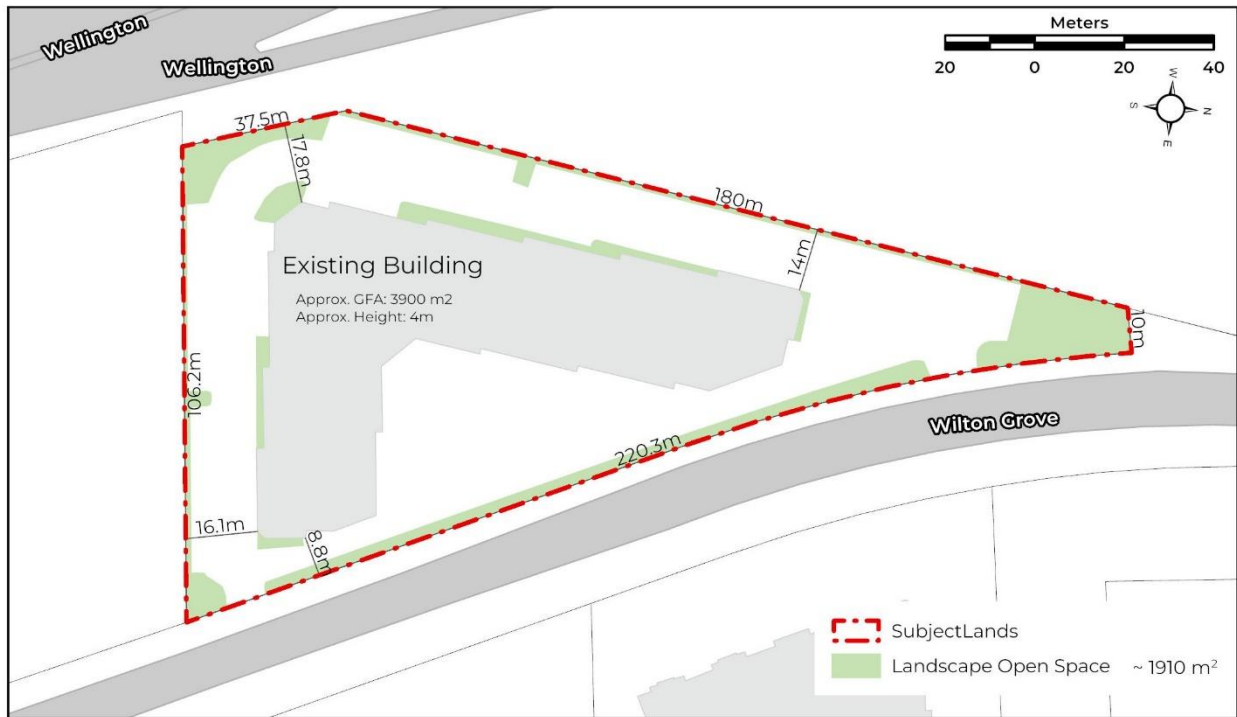 Wellington
Wellington
Meters
20 0 20 40
W
S N
E
37.5m
17.8m
180m
14m
10m
Existing Building
Approx. GFA: 3900 m2
Approx. Height: 4m
106.2m
220.3m
Wilton Grove
16.1m
8.8m
SubjectLands
Landscape Open Space ~ 1910 m²